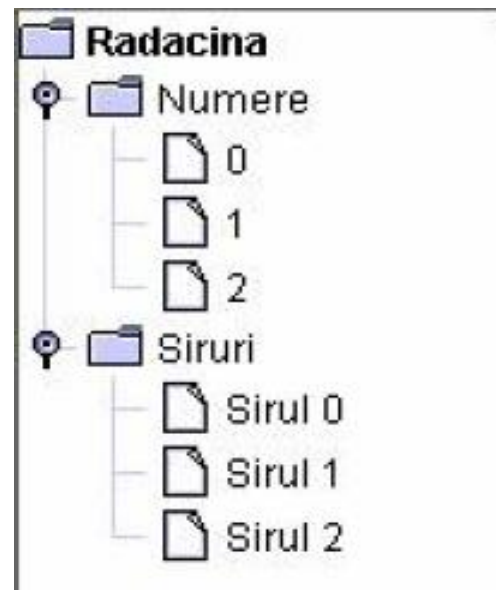 Radacina
Numere
0
1
2
Siruri
Sirul 0
Sirul 1
Sirul 2